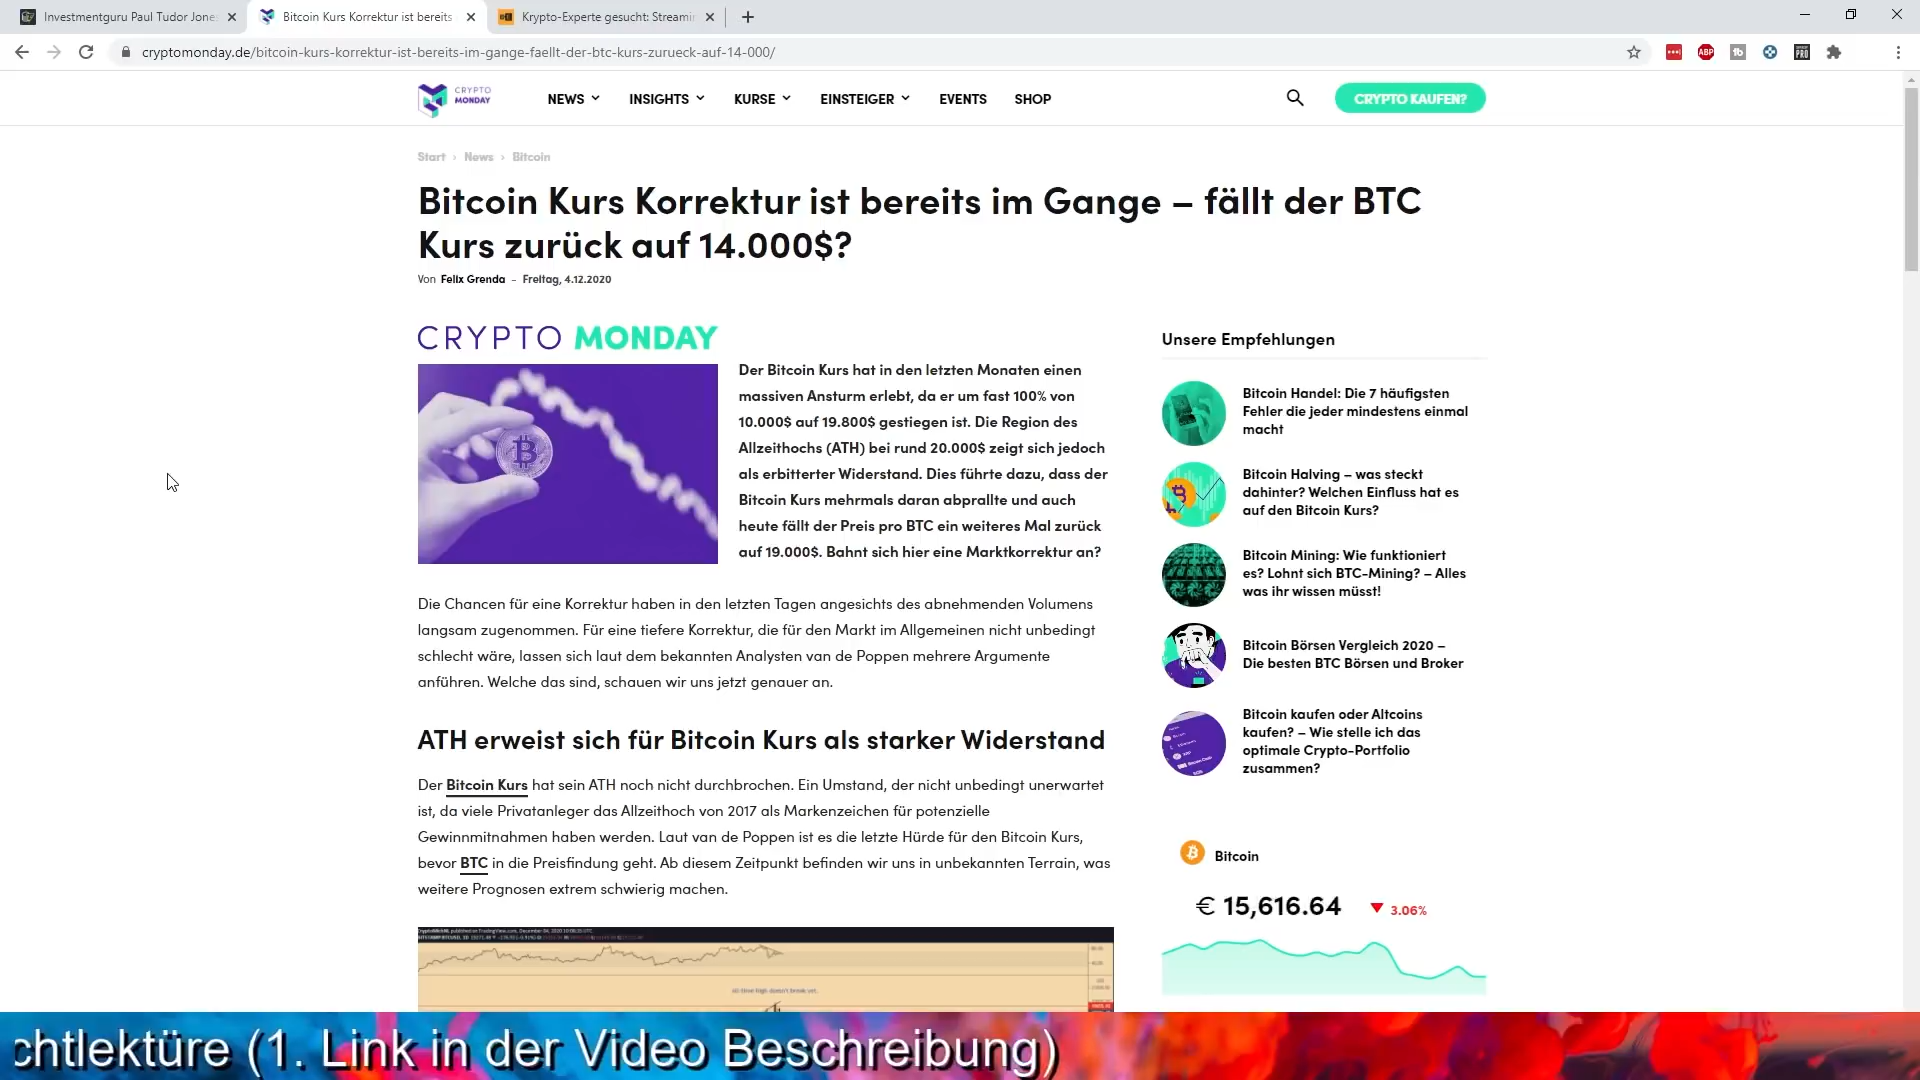 Investmentguru Paul Tudor Jone
Bitcoin Kurs Korrektur ist bereits
Krypto-Experte gesucht: Streami
cryptomonday.de/bitcoin-kurs-korrektur-ist-bereits-im-gange-faellt-der-btc-kurs-zurueck-auf-14-000/
ABP
CRYPTO
MONDAY
NEWS
INSIGHTS
KURSE
EINSTEIGER
EVENTS
SHOP
CRYPTO KAUFEN?
Start › News › Bitcoin
Bitcoin Kurs Korrektur ist bereits im Gange – fällt der BTC
Kurs zurück auf 14.000$?
Von Felix Grenda - Freitag, 4.12.2020
CRYPTO MONDAY
Der Bitcoin Kurs hat in den letzten Monaten einen
massiven Ansturm erlebt, da er um fast 100% von
10.000$ auf 19.800$ gestiegen ist. Die Region des
Allzeithochs (ATH) bei rund 20.000$ zeigt sich jedoch
als erbitterter Widerstand. Dies führte dazu, dass der
Bitcoin Kurs mehrmals daran abprallte und auch
heute fällt der Preis pro BTC ein weiteres Mal zurück
auf 19.000$. Bahnt sich hier eine Marktkorrektur an?
Die Chancen für eine Korrektur haben in den letzten Tagen angesichts des abnehmenden Volumens
langsam zugenommen. Für eine tiefere Korrektur, die für den Markt im Allgemeinen nicht unbedingt
schlecht wäre, lassen sich laut dem bekannten Analysten van de Poppen mehrere Argumente
anführen. Welche das sind, schauen wir uns jetzt genauer an.
ATH erweist sich für Bitcoin Kurs als starker Widerstand
Der Bitcoin Kurs hat sein ATH noch nicht durchbrochen. Ein Umstand, der nicht unbedingt unerwartet
ist, da viele Privatanleger das Allzeithoch von 2017 als Markenzeichen für potenzielle
Gewinnmitnahmen haben werden. Laut van de Poppen ist es die letzte Hürde für den Bitcoin Kurs,
bevor BTC in die Preisfindung geht. Ab diesem Zeitpunkt befinden wir uns in unbekannten Terrain, was
weitere Prognosen extrem schwierig machen.
All-time high doesn't break yet.
Unsere Empfehlungen
Bitcoin Handel: Die 7 häufigsten
Fehler die jeder mindestens einmal
macht
Bitcoin Halving – was steckt
dahinter? Welchen Einfluss hat es
auf den Bitcoin Kurs?
Bitcoin Mining: Wie funktioniert
es? Lohnt sich BTC-Mining? – Alles
was ihr wissen müsst!
Bitcoin Börsen Vergleich 2020 –
Die besten BTC Börsen und Broker
Bitcoin kaufen oder Altcoins
kaufen? – Wie stelle ich das
optimale Crypto-Portfolio
zusammen?
Bitcoin
€ 15,616.64 ▼ 3.06%
chtlektüre (1. Link in der Video Beschreibung)